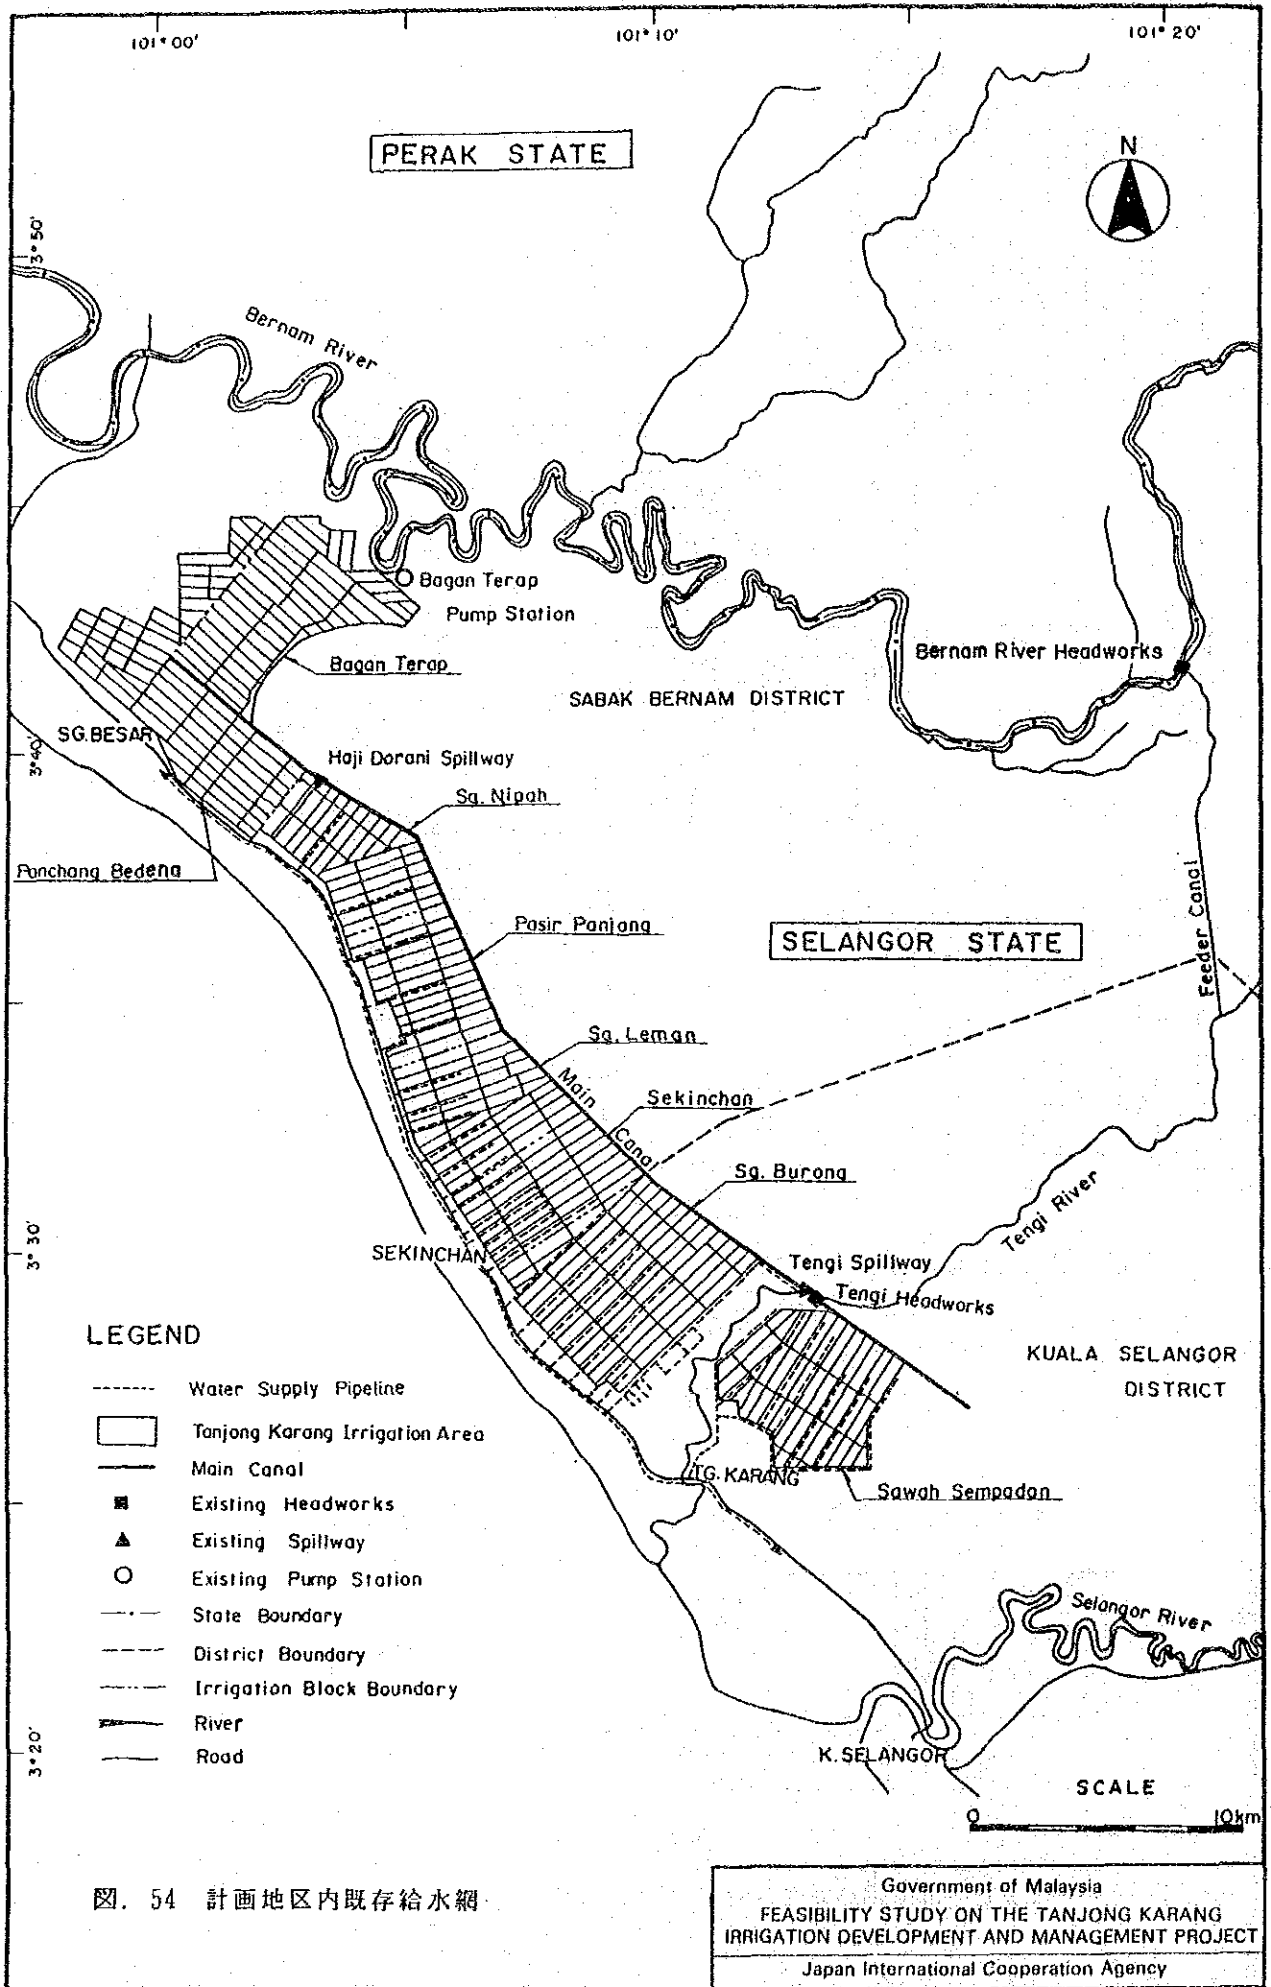 101°00'
101°10'
101°20'
PERAK STATE
N
3°50'
Bernam River
Bagan Terap
Pump Station
Bernam River Headworks
Bagan Terap
SABAK BERNAM DISTRICT
SG.BESAR
3°40'
Haji Dorani Spillway
Sg. Nipah
Panchang Bedena
Pasir Panjang
SELANGOR STATE
Feeder Canal
Sg. Leman
Main Canal
Sekinchan
Sg. Burong
Tengi River
SEKINCHAN
3°30'
Tengi Spillway
Tengi Headworks
KUALA SELANGOR
DISTRICT
TG. KARANG
Sawah Sempadan
LEGEND
Water Supply Pipeline
Tanjong Karang Irrigation Area
Main Canal
Existing Headworks
Existing Spillway
Existing Pump Station
State Boundary
District Boundary
Irrigation Block Boundary
River
Road
Selangor River
3°20'
K. SELANGOR
SCALE
0 10km
図. 54 計画地区内既存給水網
Government of Malaysia
FEASIBILITY STUDY ON THE TANJONG KARANG
IRRIGATION DEVELOPMENT AND MANAGEMENT PROJECT
Japan International Cooperation Agency